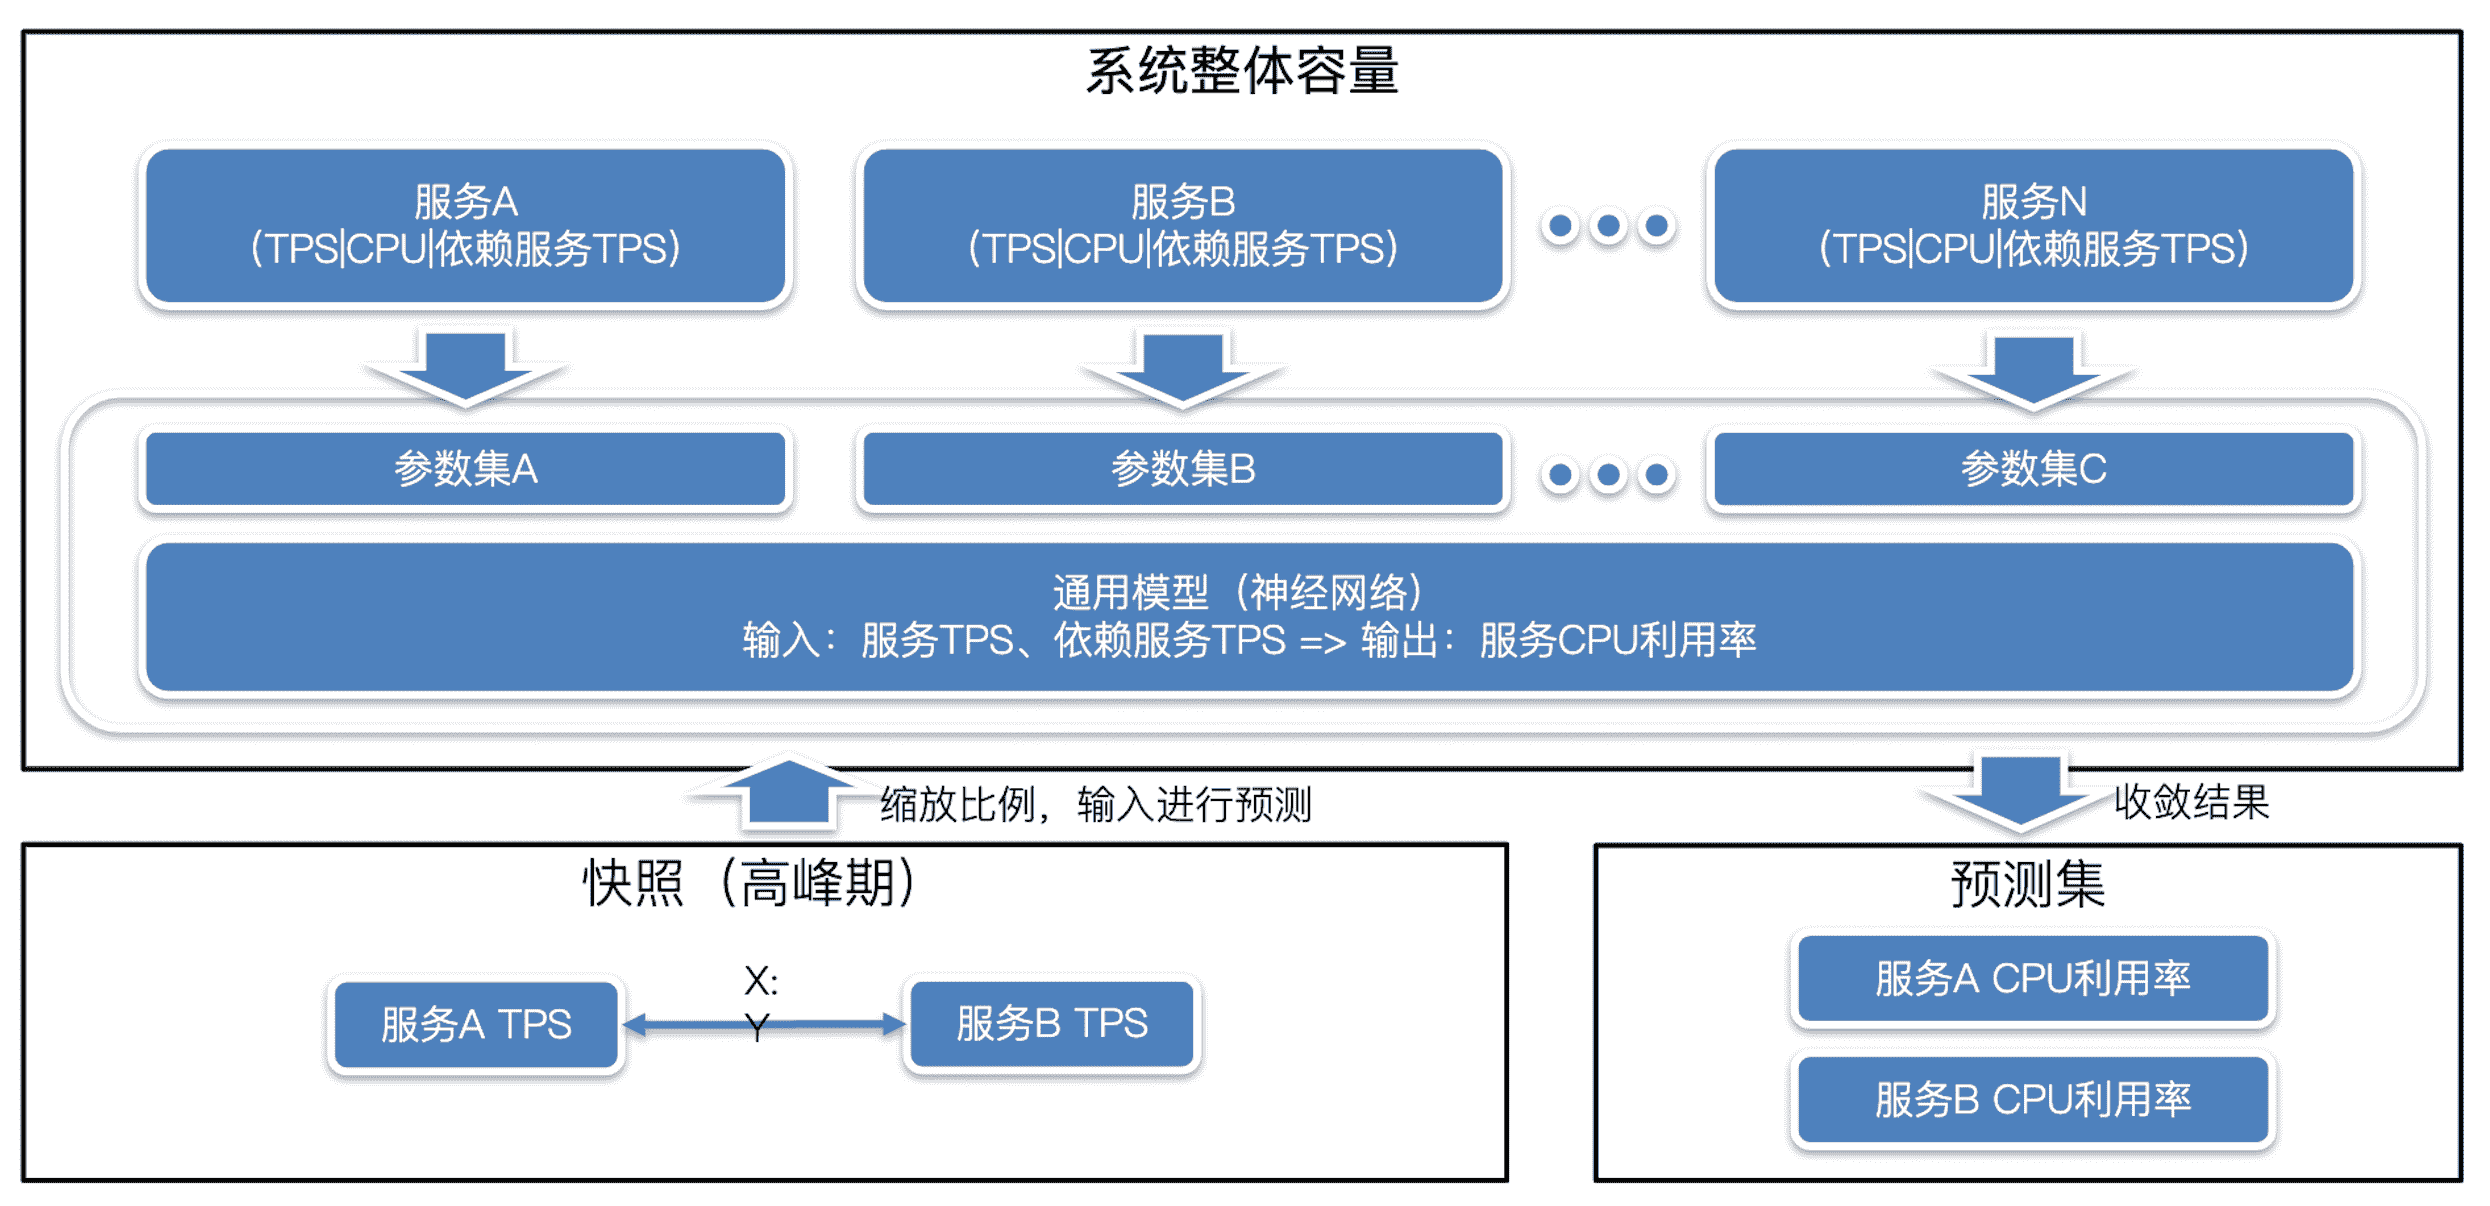 系统整体容量
服务A
（TPS|CPU|依赖服务TPS）
服务B
（TPS|CPU|依赖服务TPS）
服务N
（TPS|CPU|依赖服务TPS）
参数集A
参数集B
参数集C
通用模型（神经网络）
输入：服务TPS、依赖服务TPS => 输出：服务CPU利用率
缩放比例，输入进行预测
收敛结果
快照（高峰期）
服务A TPS
X:
Y
服务B TPS
预测集
服务A CPU利用率
服务B CPU利用率